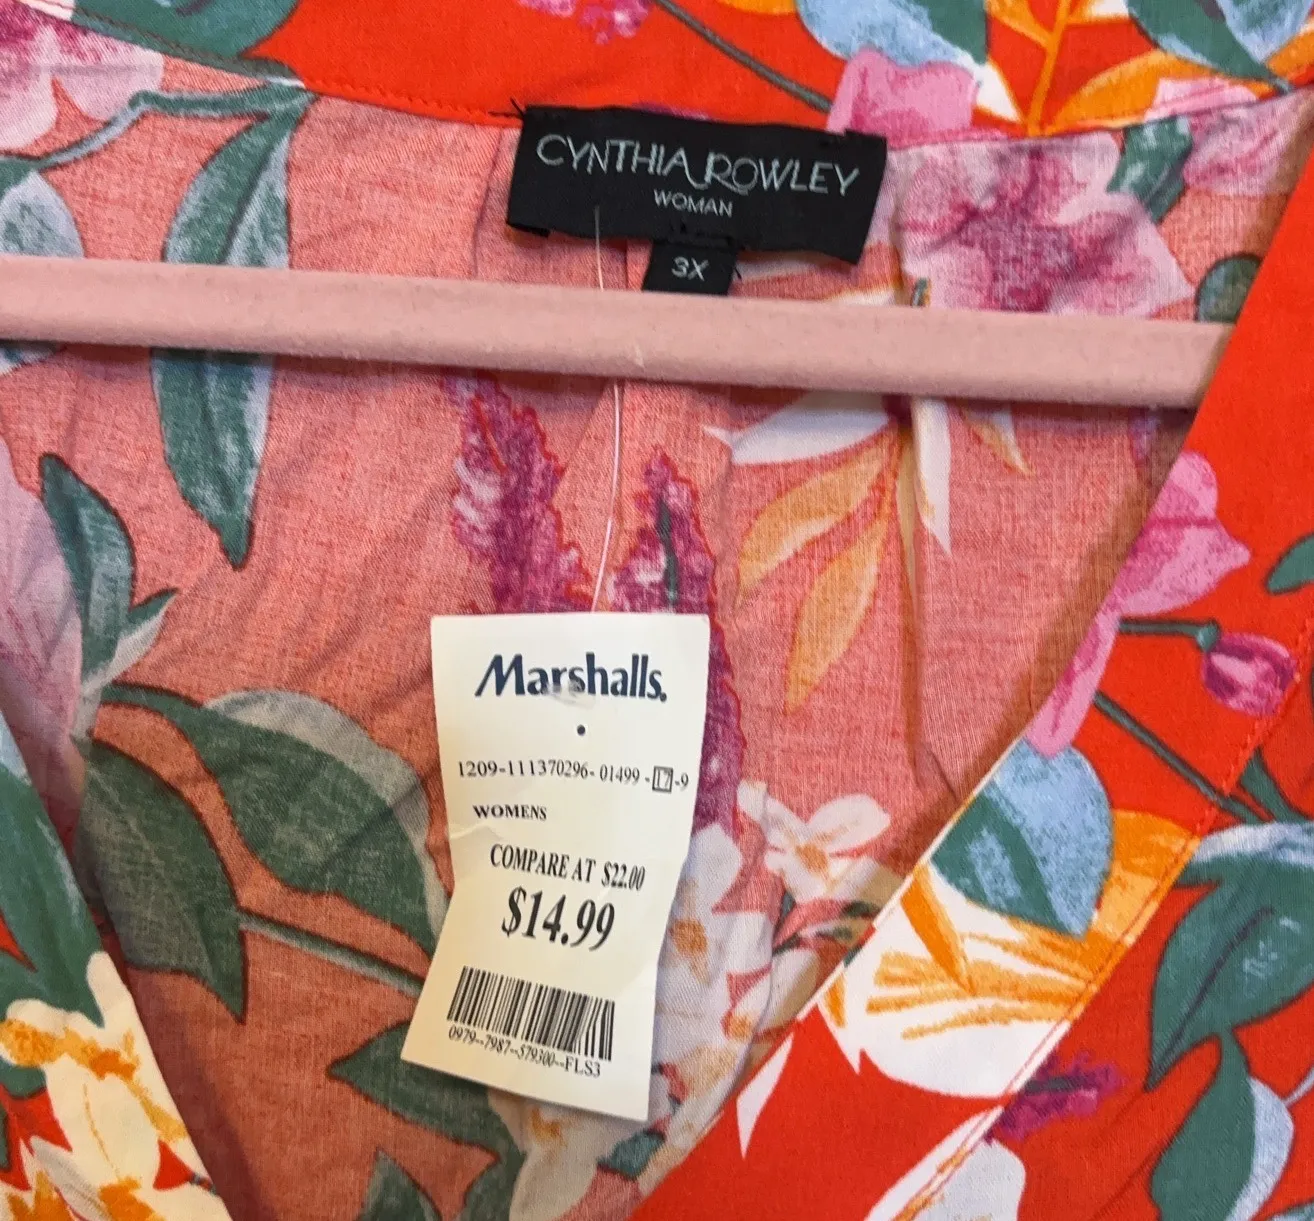 CYNTHIA ROWLEY
WOMAN
3X
Marshalls.
1209-111370296-01499-17-9
WOMENS
COMPARE AT $22.00
$14.99
0979--7987--579300--FLS3